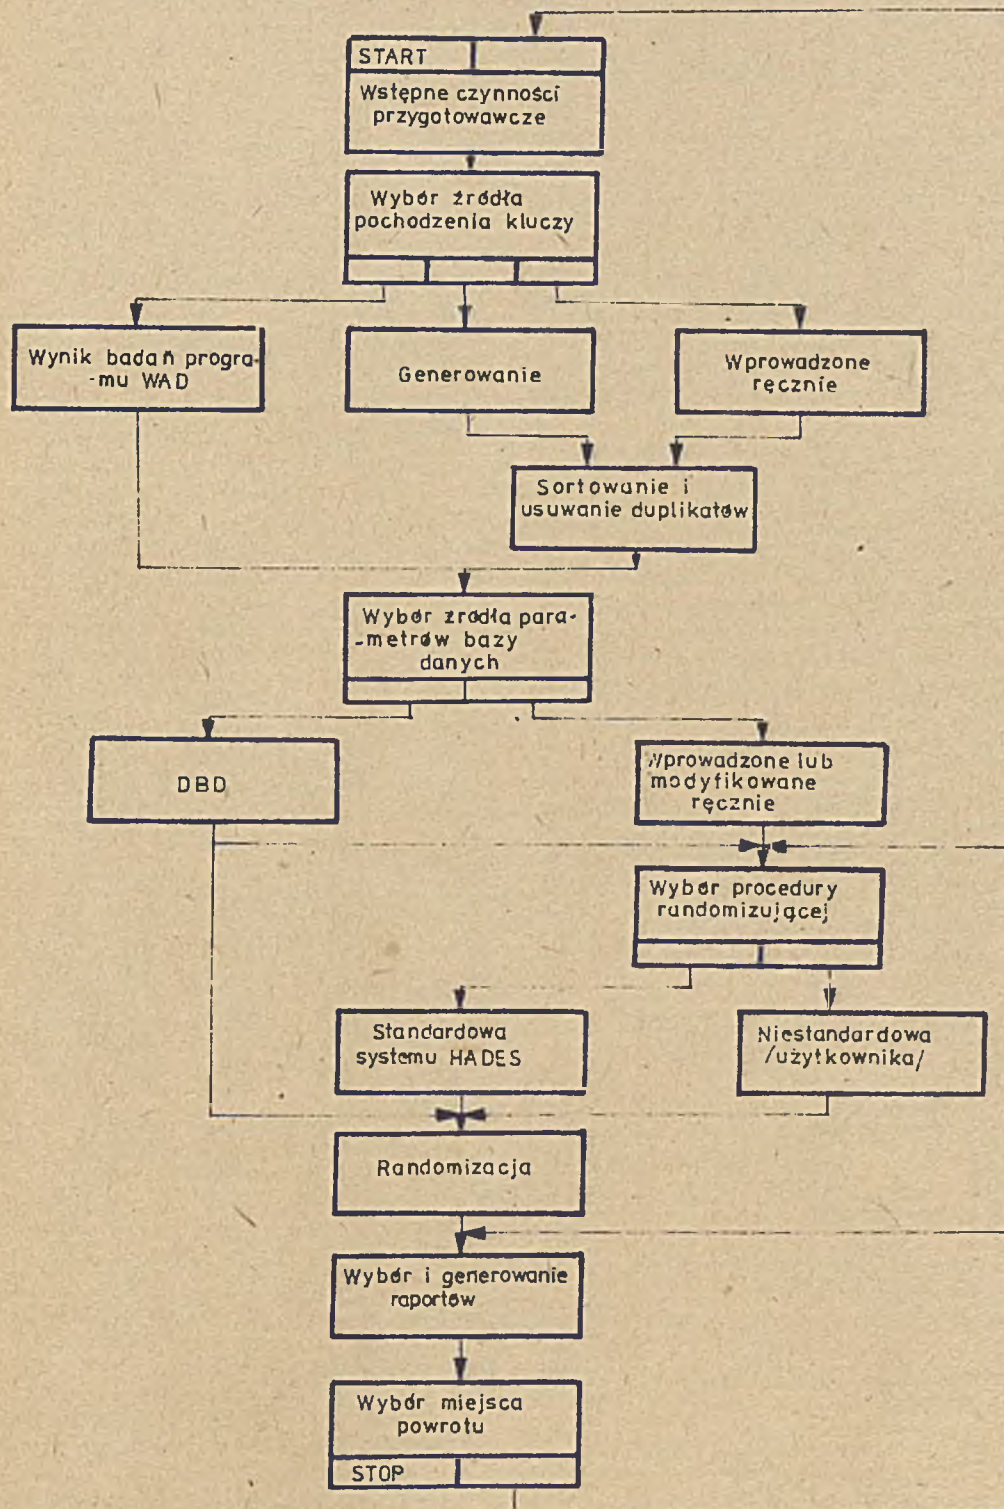 START
Wstępne czynności
przygotowawcze
Wybór źródła
pochodzenia kluczy
Wynik badań progra-
-mu WAD
Generowanie
Wprowadzone
ręcznie
Sortowanie i
usuwanie duplikatów
Wybór źródła para-
-metrów bazy
danych
DBD
Wprowadzone lub
modyfikowane
ręcznie
Wybór procedury
randomizującej
Standardowa
systemu HADES
Niestandardowa
/użytkownika/
Randomizacja
Wybór i generowanie
raportów
Wybór miejsca
powrotu
STOP